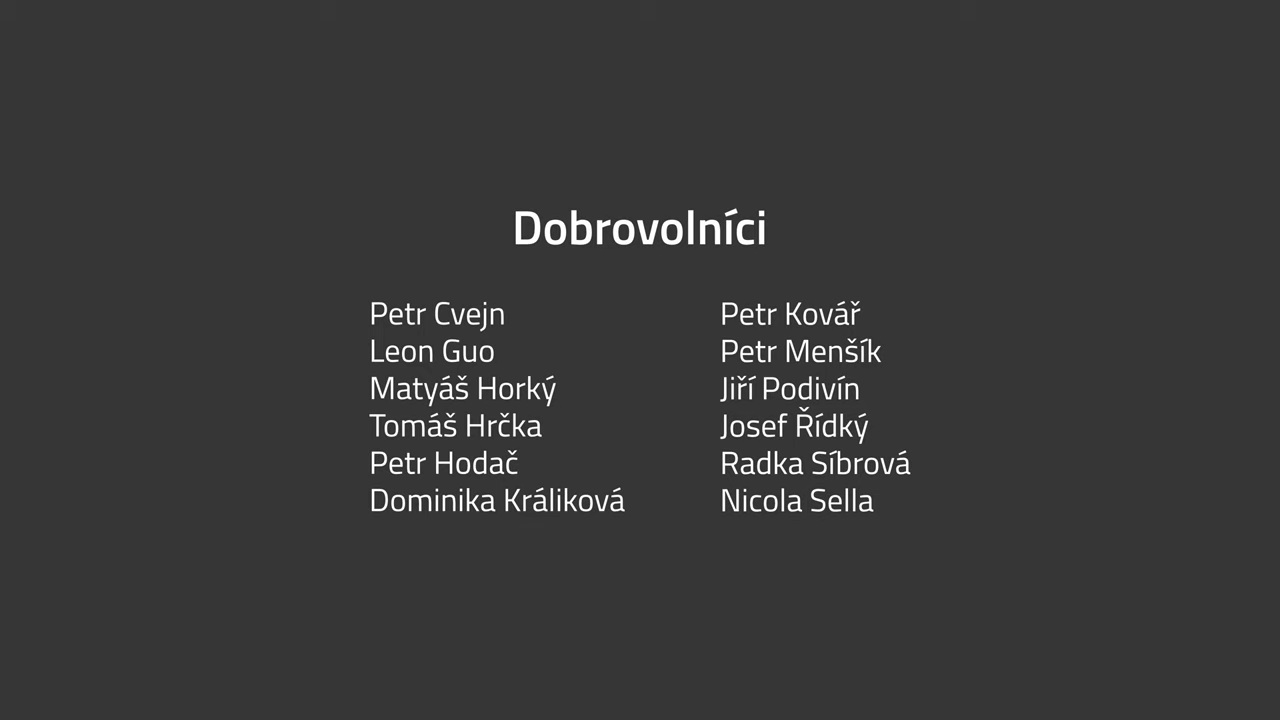 Dobrovolníci
Petr Cvejn
Leon Guo
Matyáš Horký
Tomáš Hrčka
Petr Hodač
Dominika Králiková
Petr Kovář
Petr Menšík
Jiří Podivín
Josef Řídký
Radka Síbrová
Nicola Sella